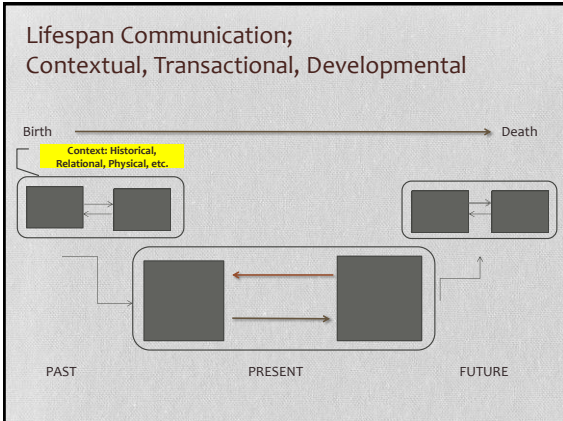 Lifespan Communication;
Contextual, Transactional, Developmental
Birth
Death
Context: Historical,
Relational, Physical, etc.
PAST
PRESENT
FUTURE